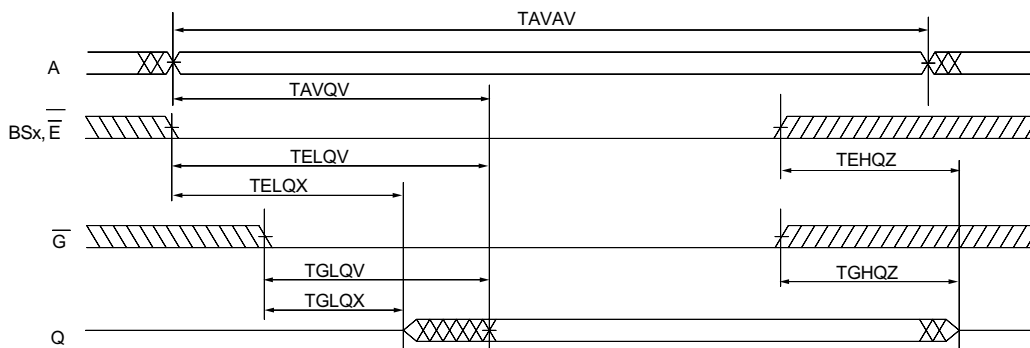 TAVAV
A
TAVQV
BSx, E̅
TELQV
TEHQZ
TELQX
G̅
TGLQV
TGHQZ
TGLQX
Q